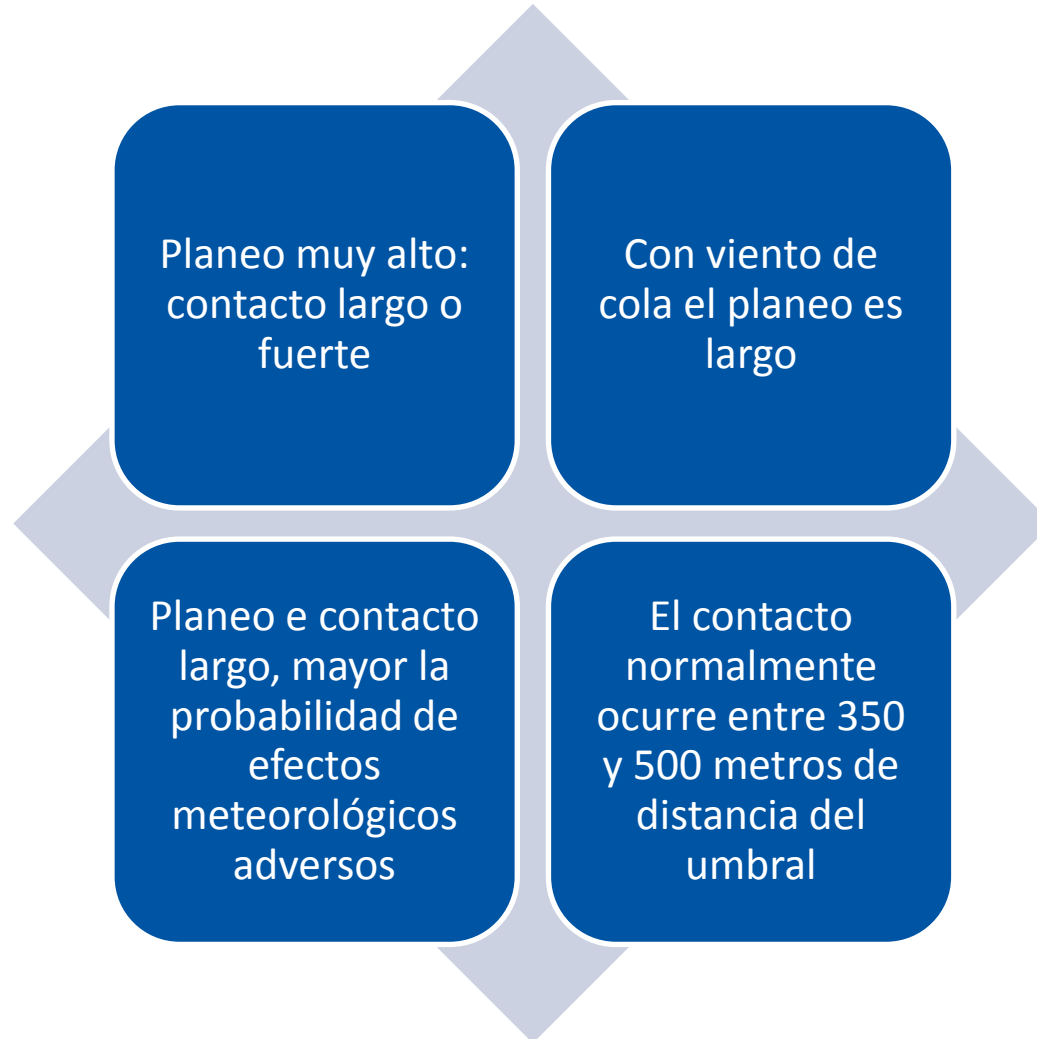 Planeo muy alto:
contacto largo o
fuerte
Con viento de
cola el planeo es
largo
Planeo e contacto
largo, mayor la
probabilidad de
efectos
meteorológicos
adversos
El contacto
normalmente
ocurre entre 350
y 500 metros de
distancia del
umbral